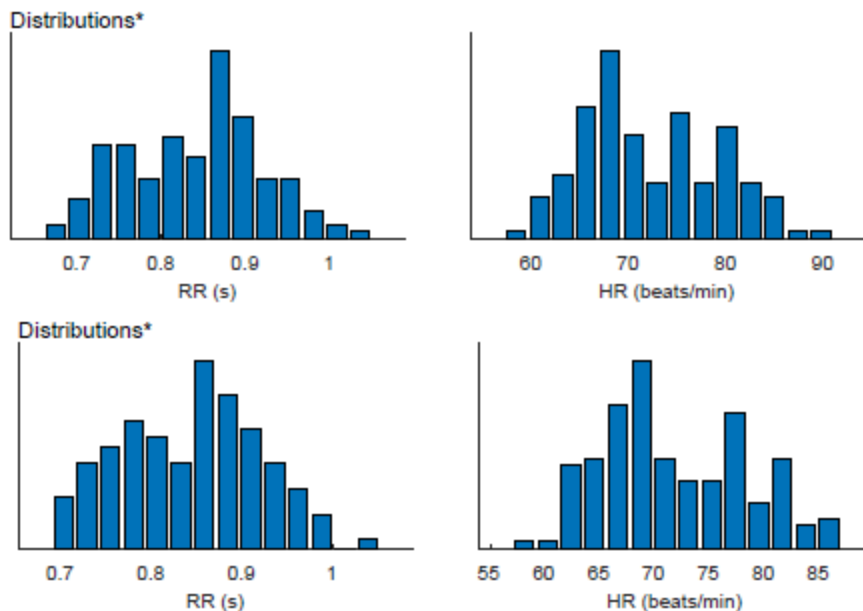 Distributions*
0.7 0.8 0.9 1
RR (s)
60 70 80 90
HR (beats/min)
Distributions*
0.7 0.8 0.9 1
RR (s)
55 60 65 70 75 80 85
HR (beats/min)